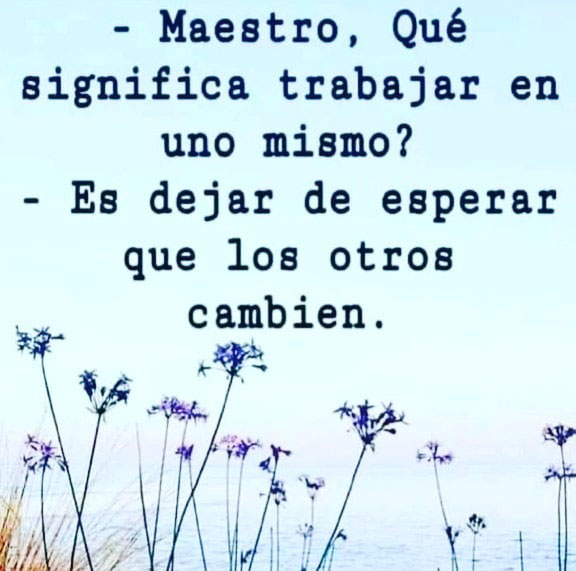 - Maestro, Qué
significa trabajar en
uno mismo?
- Es dejar de esperar
que los otros
cambien.